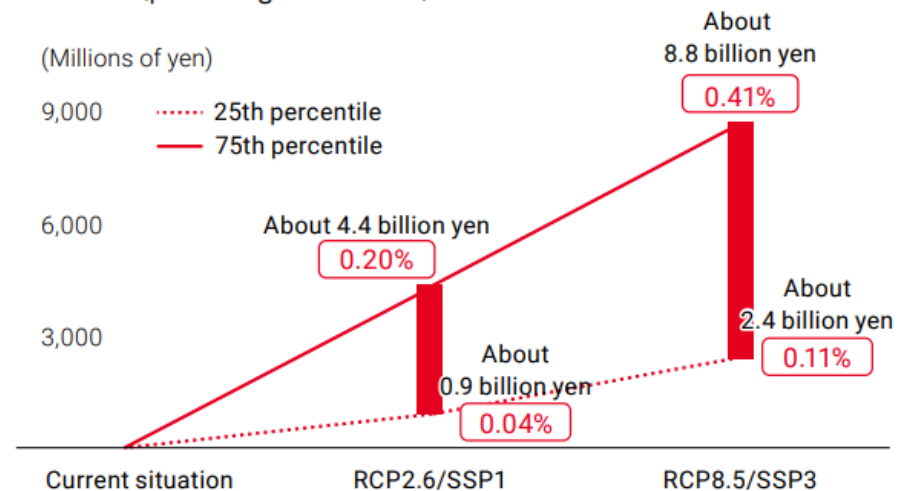 About
8.8 billion yen
(Millions of yen)
0.41%
9,000
25th percentile
75th percentile
6,000
About 4.4 billion yen
0.20%
About
2.4 billion yen
3,000
0.11%
About
0.9 billion yen
0.04%
Current situation
RCP2.6/SSP1
RCP8.5/SSP3